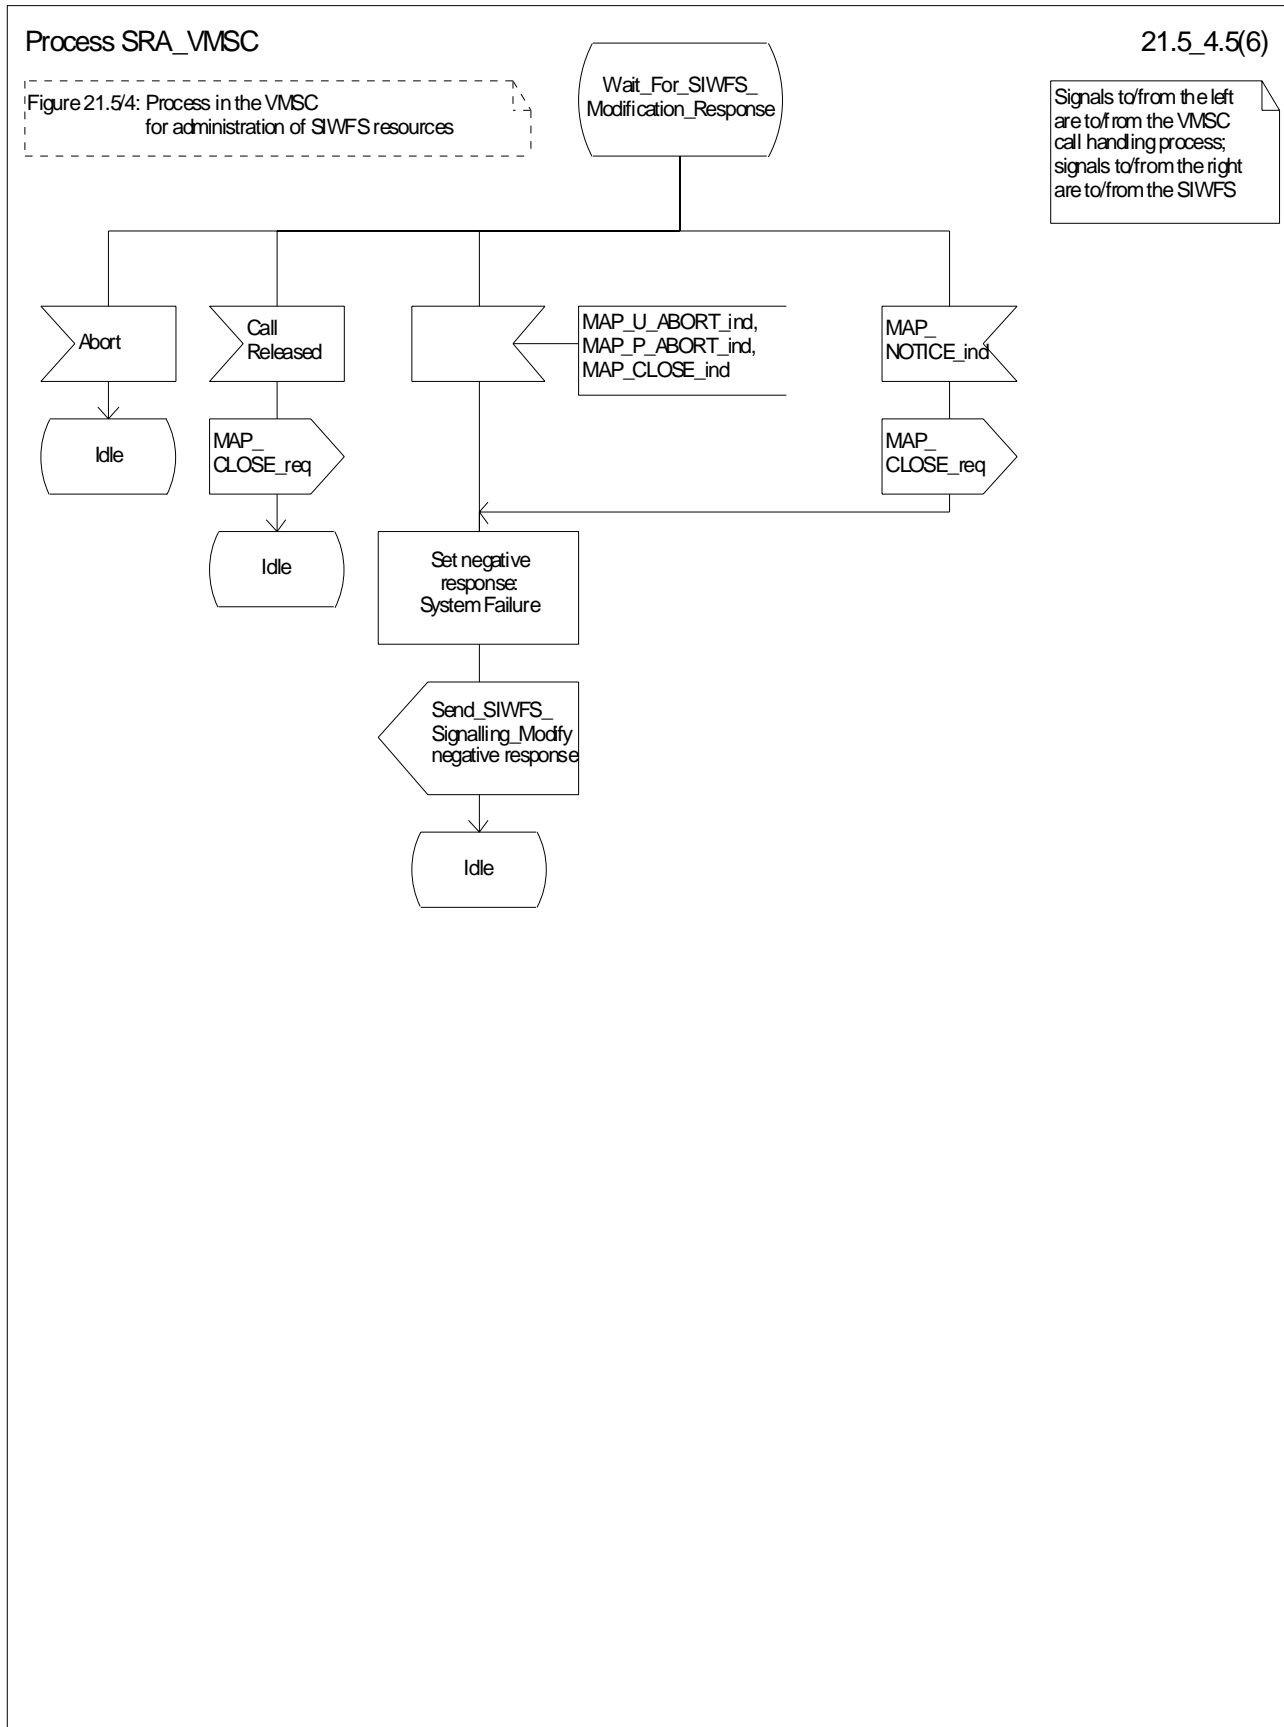 Process SRA_VMSC
21.5_4.5(6)
Figure 21.5/4: Process in the VMSC
for administration of SIWFS resources
Wait_For_SIWFS_
Modification_Response
Signals to/from the left
are to/from the VMSC
call handling process;
signals to/from the right
are to/from the SIWFS
Abort
Call
Released
MAP_U_ABORT_ind,
MAP_P_ABORT_ind,
MAP_CLOSE_ind
MAP_
NOTICE_ind
Idle
MAP_
CLOSE_req
MAP_
CLOSE_req
Idle
Set negative
response:
System Failure
Send_SIWFS_
Signalling_Modify
negative response
Idle